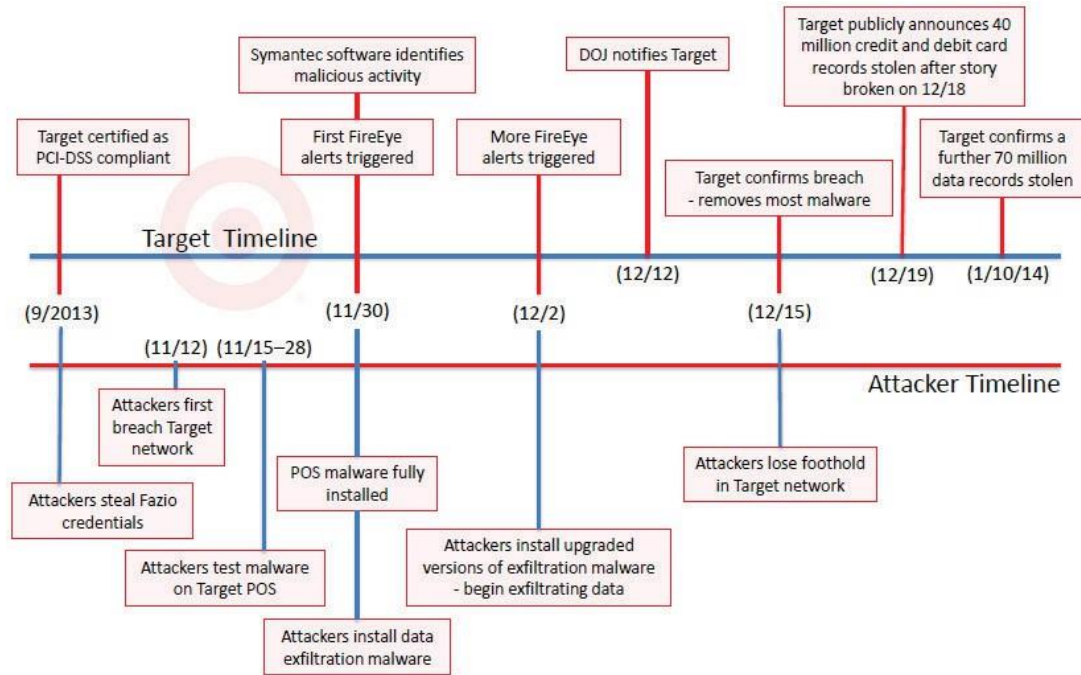 Target publicly announces 40
million credit and debit card
records stolen after story
broken on 12/18
Symantec software identifies
malicious activity
DOJ notifies Target
Target certified as
PCI-DSS compliant
First FireEye
alerts triggered
More FireEye
alerts triggered
Target confirms breach
- removes most malware
Target confirms a
further 70 million
data records stolen
Target Timeline
(9/2013)
(11/30)
(12/2)
(12/12)
(12/15)
(12/19)
(1/10/14)
(11/12)
(11/15–28)
Attacker Timeline
Attackers first
breach Target
network
Attackers steal Fazio
credentials
Attackers test malware
on Target POS
POS malware fully
installed
Attackers install data
exfiltration malware
Attackers install upgraded
versions of exfiltration malware
- begin exfiltrating data
Attackers lose foothold
in Target network